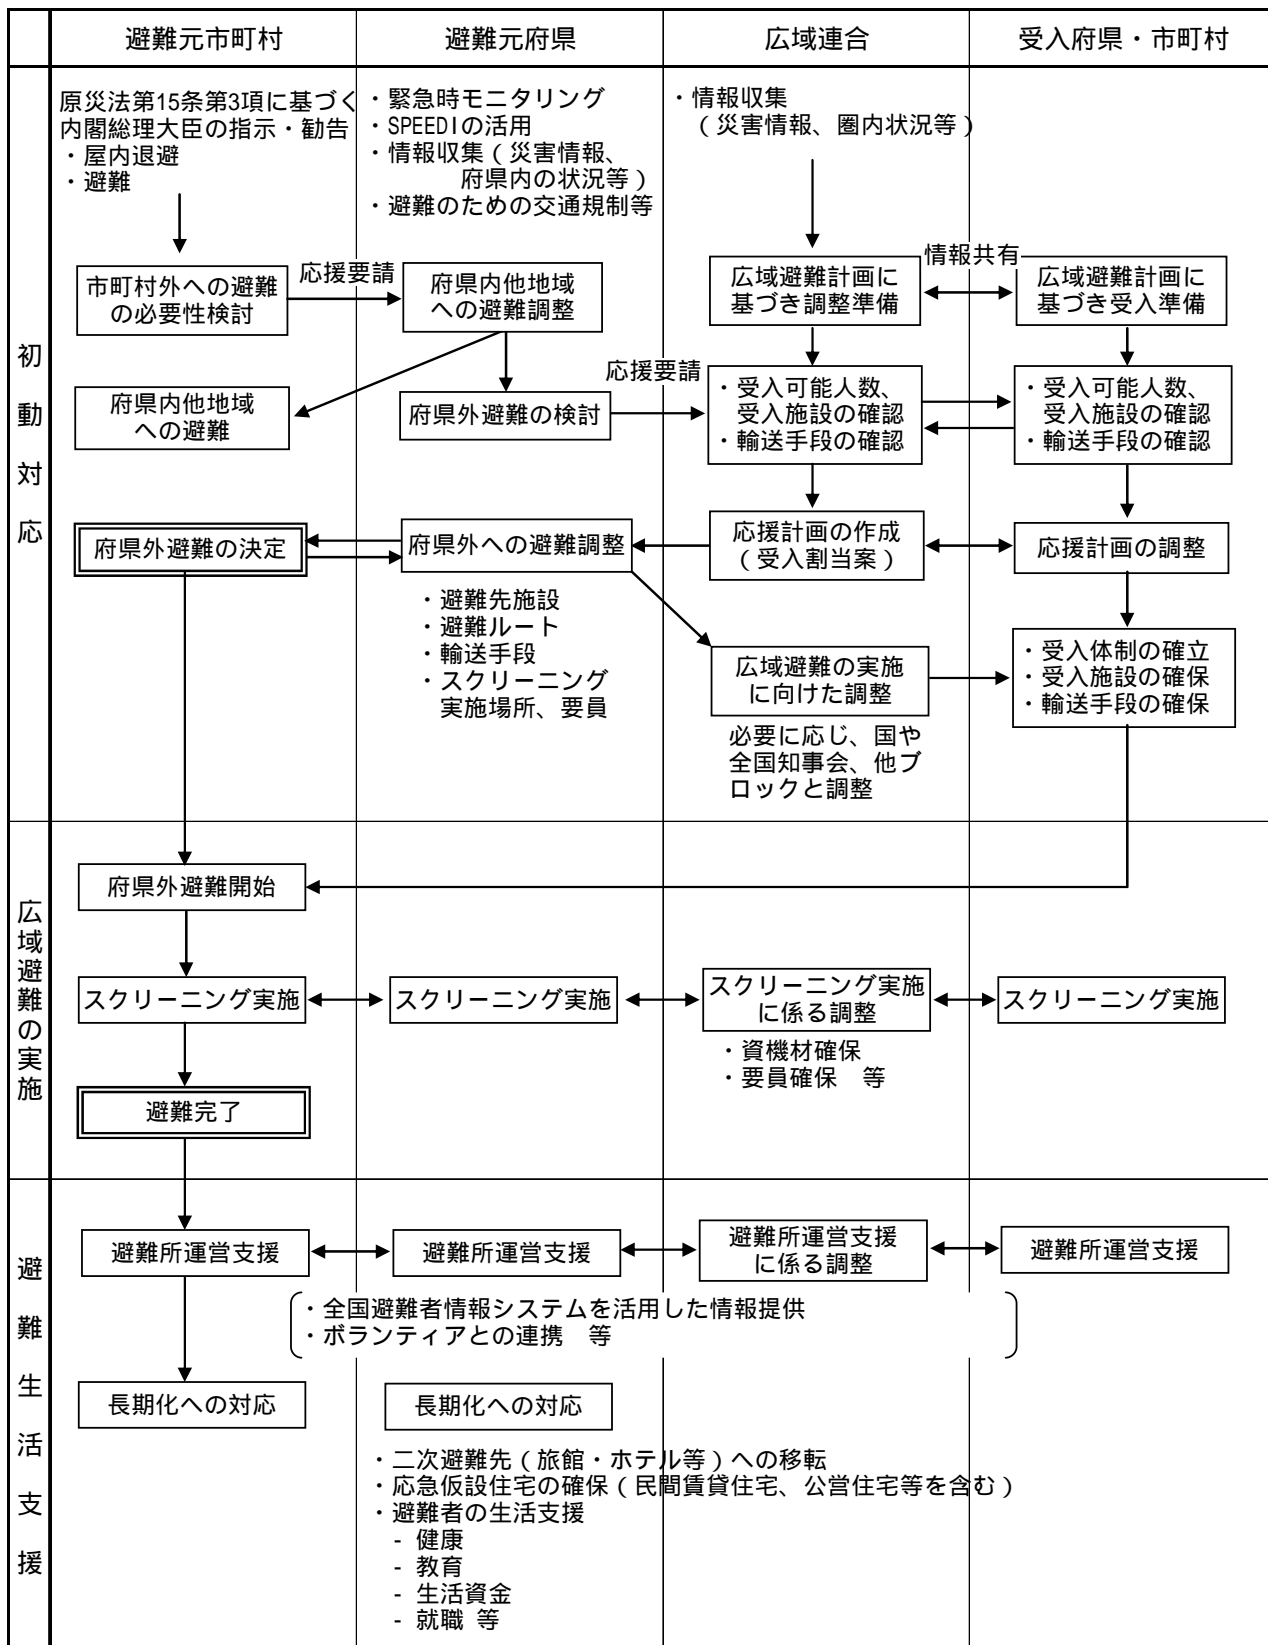 避難元市町村
避難元府県
広域連合
受入府県・市町村
初動対応
原災法第15条第3項に基づく
内閣総理大臣の指示・勧告
・屋内退避
・避難
・緊急時モニタリング
・SPEEDIの活用
・情報収集（災害情報、
府県内の状況等）
・避難のための交通規制等
・情報収集
（災害情報、圏内状況等）
市町村外への避難
の必要性検討
応援要請
府県内他地域
への避難調整
広域避難計画に
基づき調整準備
情報共有
広域避難計画に
基づき受入準備
府県内他地域
への避難
府県外避難の検討
応援要請
・受入可能人数、
受入施設の確認
・輸送手段の確認
・受入可能人数、
受入施設の確認
・輸送手段の確認
府県外避難の決定
府県外への避難調整
応援計画の作成
（受入割当案）
応援計画の調整
・避難先施設
・避難ルート
・輸送手段
・スクリーニング
実施場所、要員
広域避難の実施
に向けた調整
・受入体制の確立
・受入施設の確保
・輸送手段の確保
必要に応じ、国や
全国知事会、他ブ
ロックと調整
広域避難の実施
府県外避難開始
スクリーニング実施
スクリーニング実施
スクリーニング実施
に係る調整
スクリーニング実施
・資機材確保
・要員確保　等
避難完了
避難生活支援
避難所運営支援
避難所運営支援
避難所運営支援
に係る調整
避難所運営支援
・全国避難者情報システムを活用した情報提供
・ボランティアとの連携　等
長期化への対応
長期化への対応
・二次避難先（旅館・ホテル等）への移転
・応急仮設住宅の確保（民間賃貸住宅、公営住宅等を含む）
・避難者の生活支援
- 健康
- 教育
- 生活資金
- 就職 等